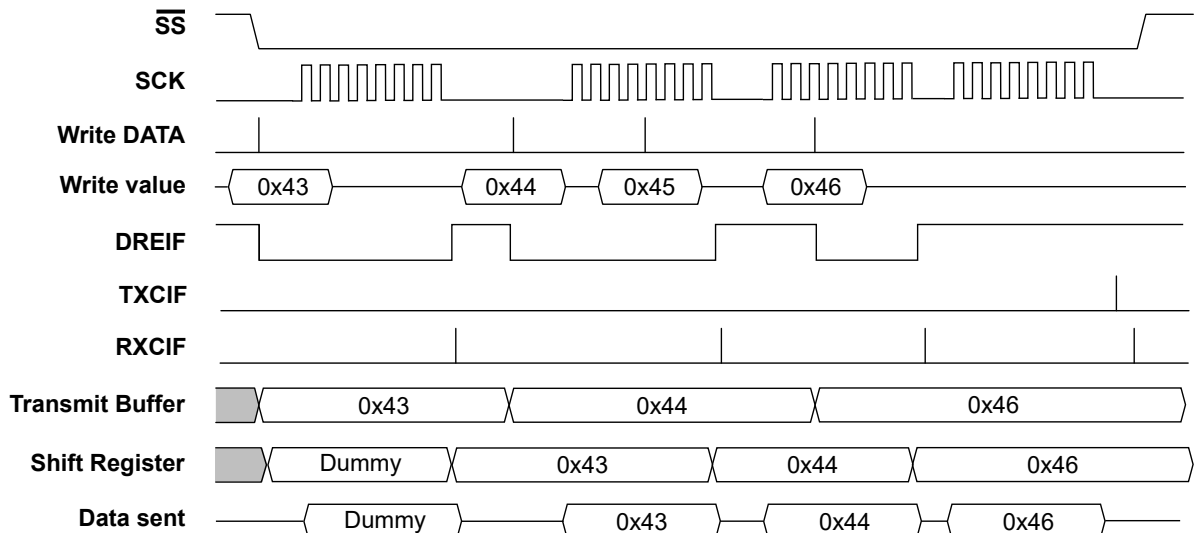 SS
SCK
Write DATA
Write value 0x43 0x44 0x45 0x46
DREIF
TXCIF
RXCIF
Transmit Buffer 0x43 0x44 0x46
Shift Register Dummy 0x43 0x44 0x46
Data sent Dummy 0x43 0x44 0x46